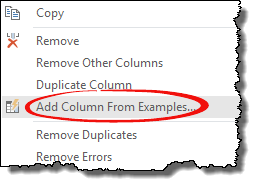 Copy
Remove
Remove Other Columns
Duplicate Column
Add Column From Examples...
Remove Duplicates
Remove Errors